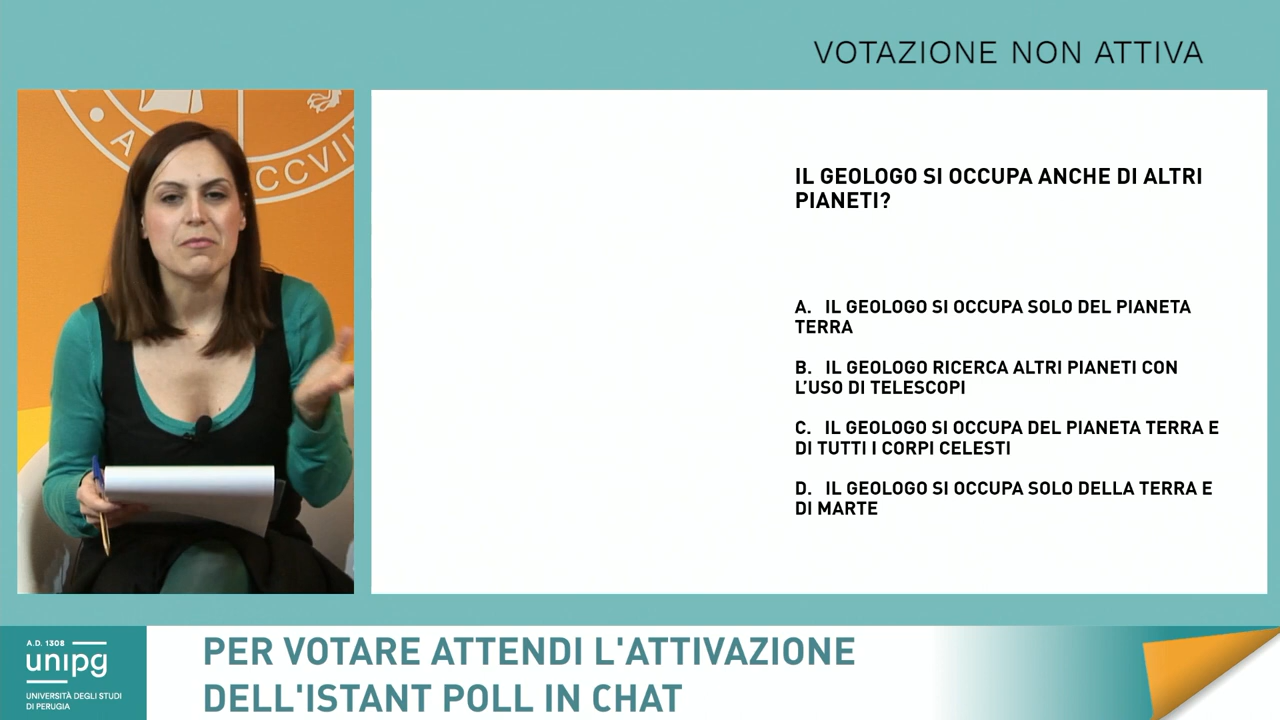 VOTAZIONE NON ATTIVA
A
CCVII
IL GEOLOGO SI OCCUPA ANCHE DI ALTRI
PIANETI?
A. IL GEOLOGO SI OCCUPA SOLO DEL PIANETA
TERRA
B. IL GEOLOGO RICERCA ALTRI PIANETI CON
L’USO DI TELESCOPI
C. IL GEOLOGO SI OCCUPA DEL PIANETA TERRA E
DI TUTTI I CORPI CELESTI
D. IL GEOLOGO SI OCCUPA SOLO DELLA TERRA E
DI MARTE
A.D. 1308
unipg
UNIVERSITÀ DEGLI STUDI
DI PERUGIA
PER VOTARE ATTENDI L'ATTIVAZIONE
DELL'ISTANT POLL IN CHAT